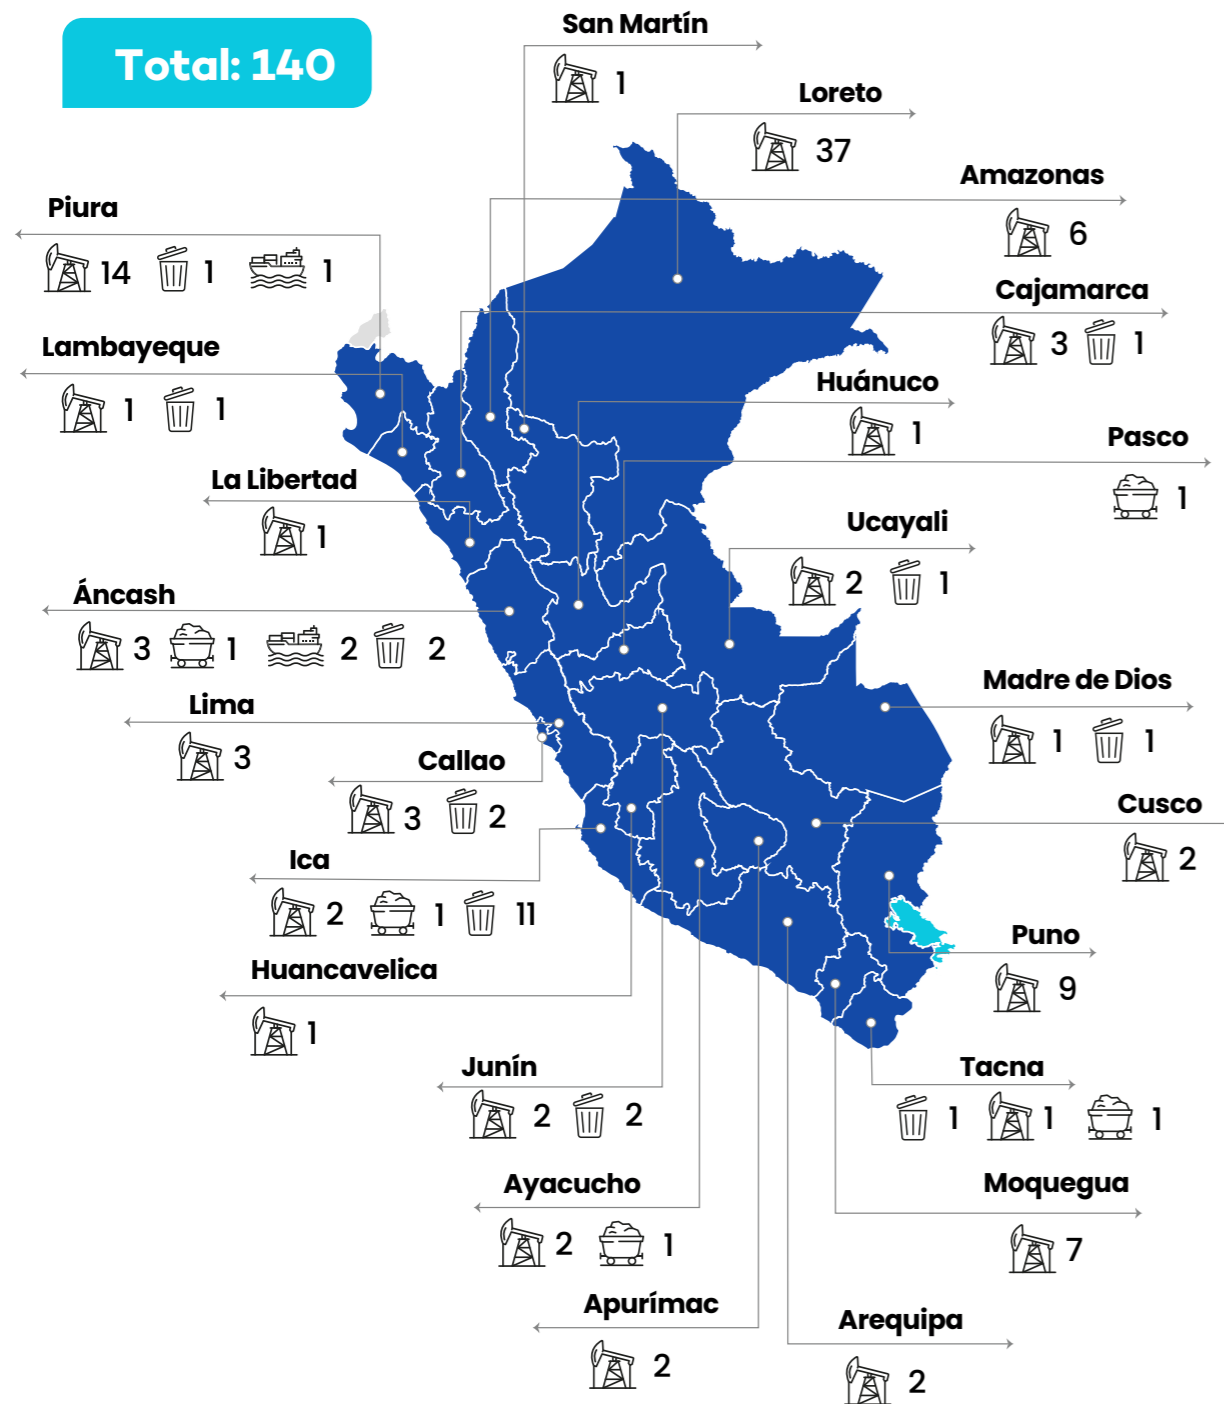 Total: 140
San Martín
1
Loreto
37
Amazonas
6
Piura
14 1 1
Cajamarca
3 1
Lambayeque
1 1
Huánuco
1
Pasco
1
La Libertad
1
Ucayali
2 1
Áncash
3 1 2 2
Madre de Dios
1 1
Lima
3
Callao
3 2
Cusco
2
Ica
2 1 11
Puno
9
Huancavelica
1
Junín
2 2
Tacna
1 1 1
Ayacucho
2 1
Moquegua
7
Apurímac
2
Arequipa
2